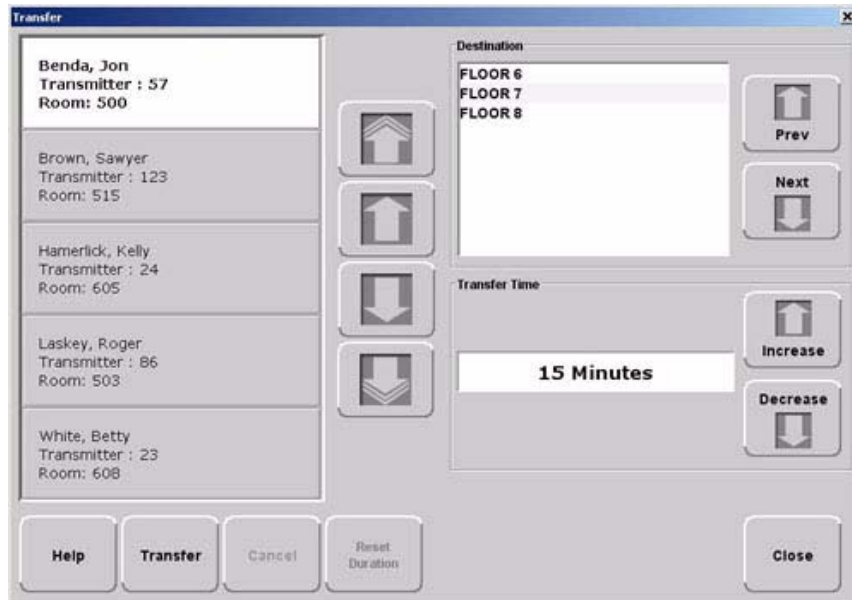 Transfer
Benda, Jon
Transmitter : 57
Room: 500
Brown, Sawyer
Transmitter : 123
Room: 515
Hamerlick, Kelly
Transmitter : 24
Room: 605
Laskey, Roger
Transmitter : 86
Room: 503
White, Betty
Transmitter : 23
Room: 608
Destination
FLOOR 6
FLOOR 7
FLOOR 8
Prev
Next
Transfer Time
15 Minutes
Increase
Decrease
Help
Transfer
Cancel
Reset
Duration
Close